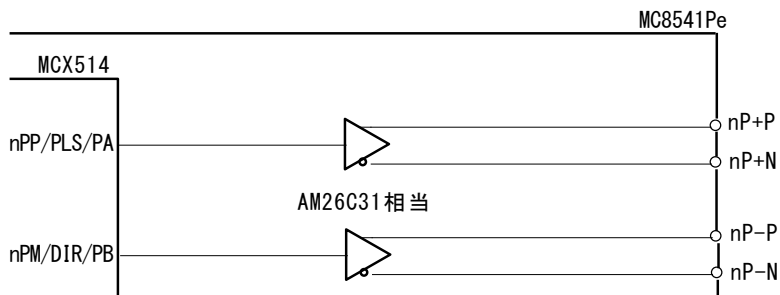 MC8541Pe
MCX514
nP+P
nPP/PLS/PA
nP+N
AM26C31相当
nP-P
nPM/DIR/PB
nP-N